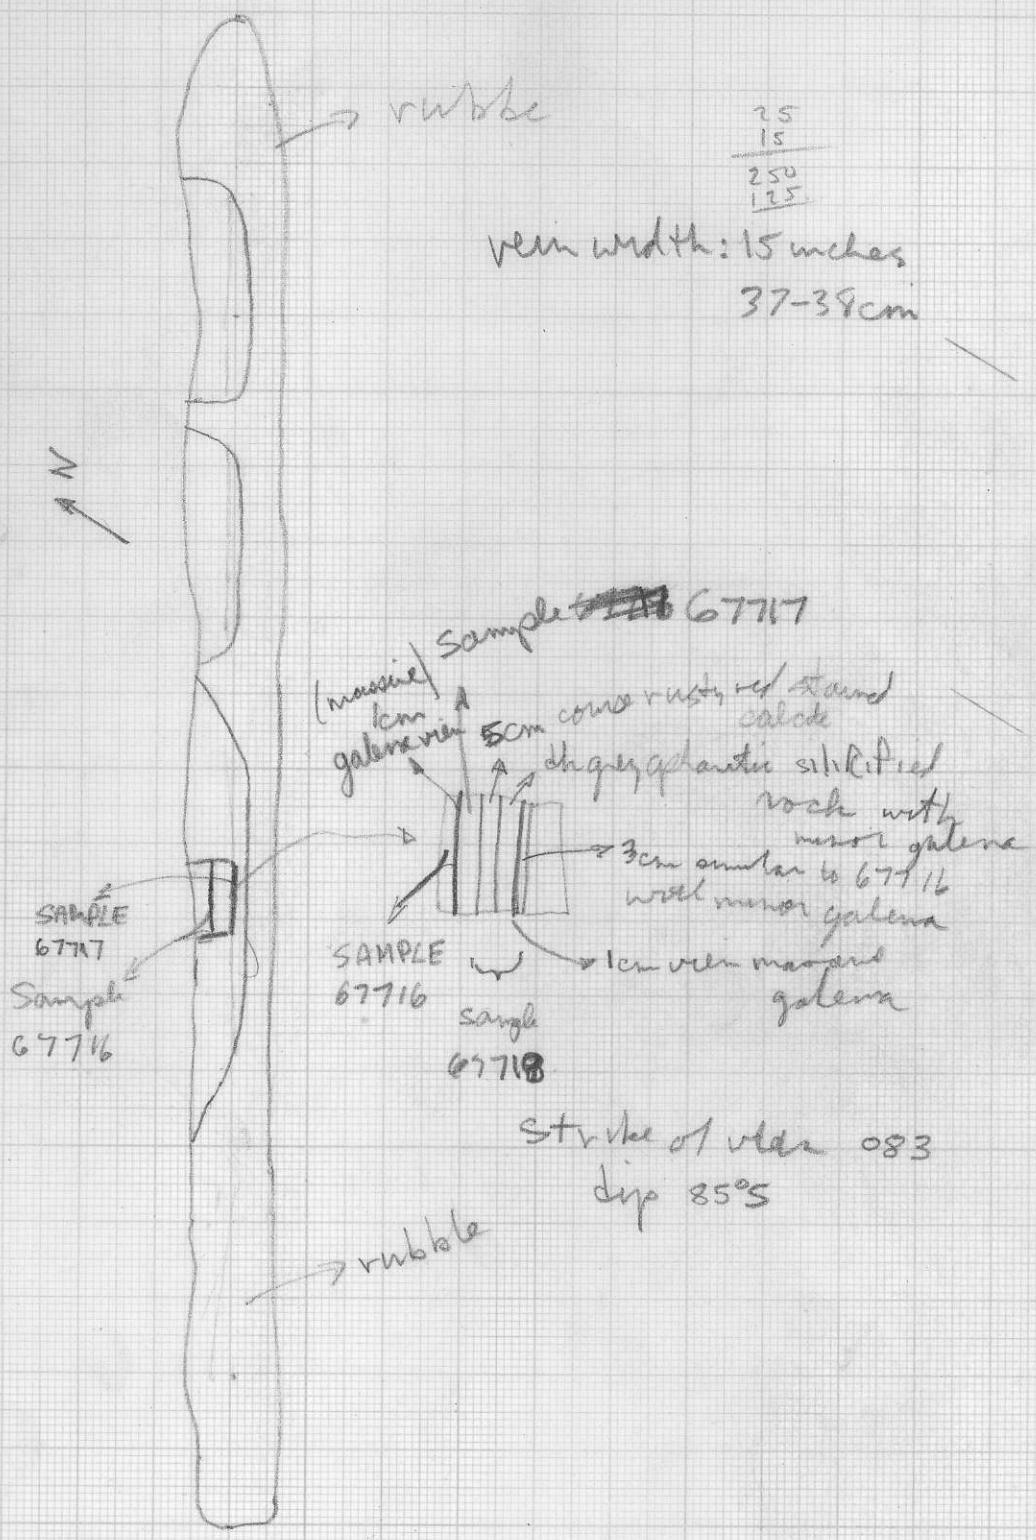 rubble
25
15
250
125
vein width: 15 inches
37-38cm
N
Sample 67717
(massive)
1cm
galena vein
5cm coarse rusty red stained
calcite
dk grey aphanitic silicified
rock with
minor galena
3cm similar to 67716
with minor galena
1cm vein massive
galena
SAMPLE
67717
Sample
67716
SAMPLE
67716
Sample
67718
Strike of vein 083
dip 85°S
rubble